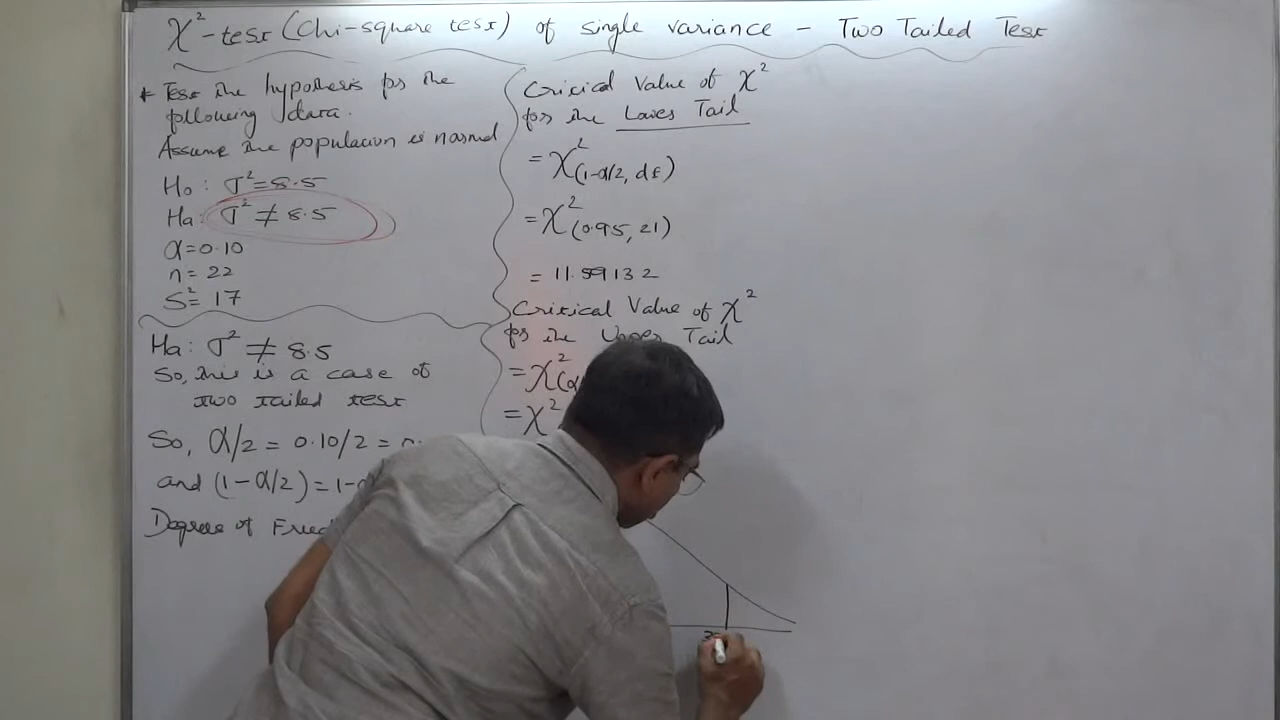 χ²-test (Chi-square test) of single variance - Two Tailed Test
* Test the hypothesis for the
following data.
Assume the population is normal
H₀: σ²=8.5
Ha: σ² ≠ 8.5
α=0.10
n=22
S²=17
Ha: σ² ≠ 8.5
So, this is a case of
two tailed test
So, α/2 = 0.10/2 =
and (1-α/2) = 1-
Degree of
Critical Value of χ²
for the Lower Tail
= χ²(1-α/2, df)
= χ²(0.95, 21)
= 11.59132
Critical Value of χ²
for the Upper Tail
= χ²(α
= χ²